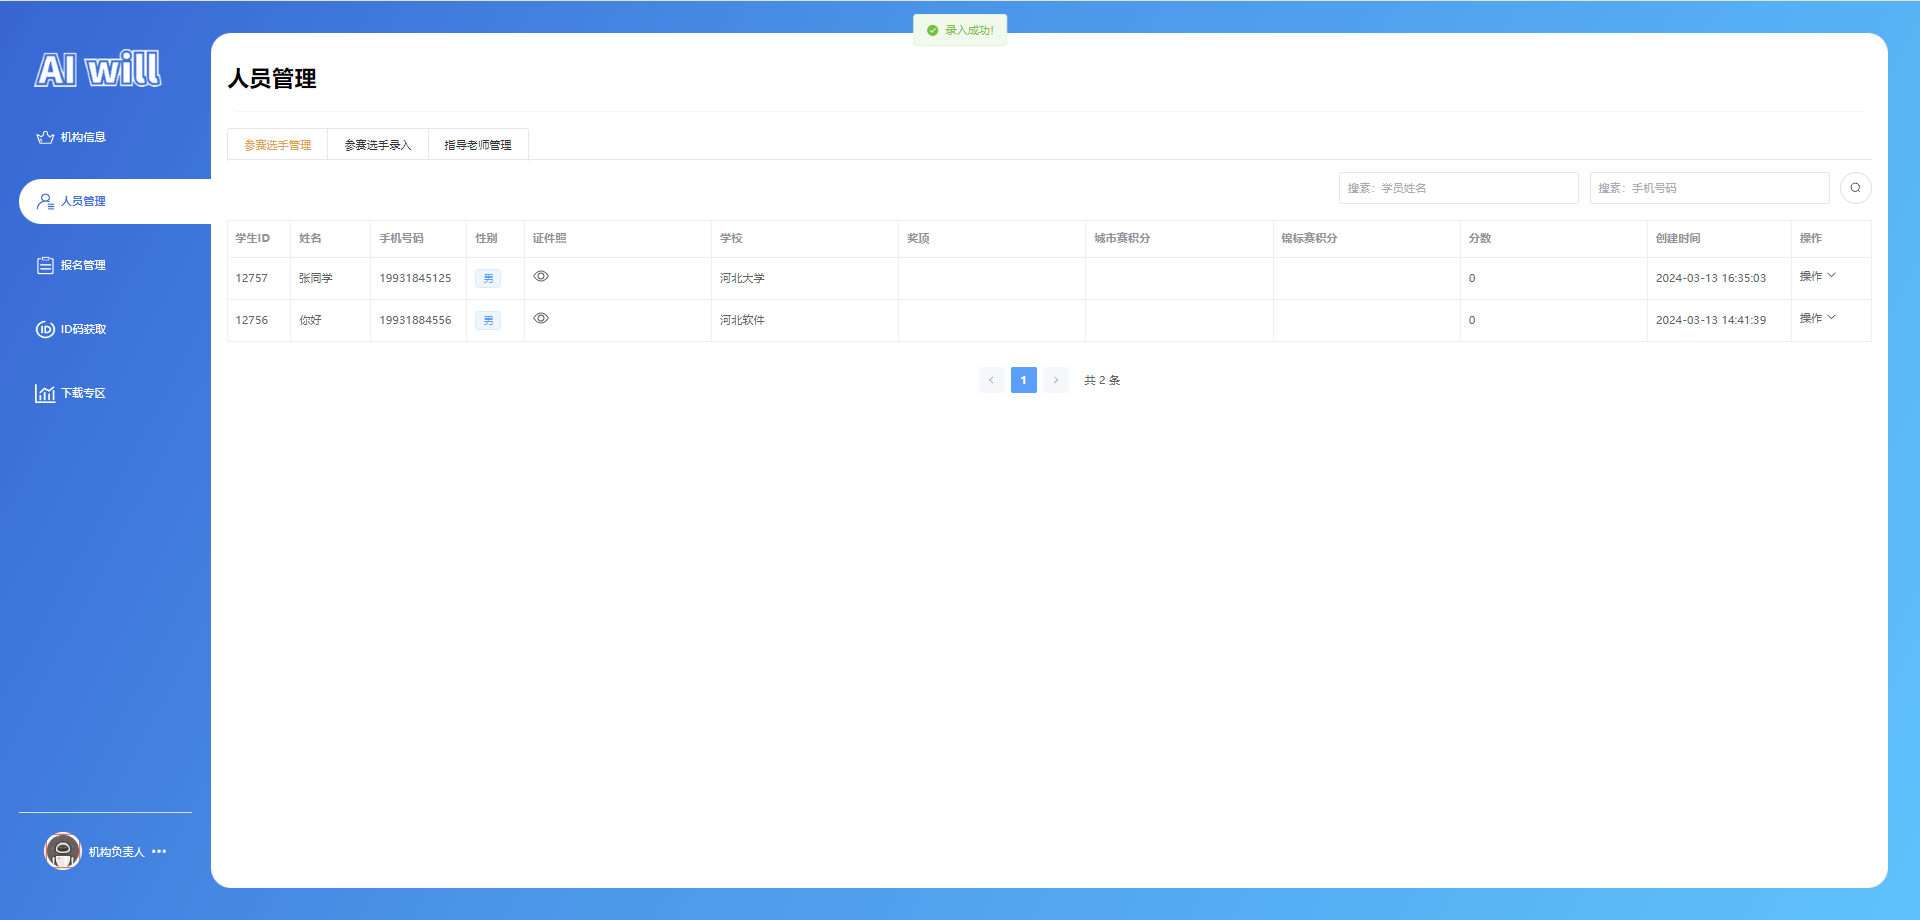 录入成功!
AI will
人员管理
机构信息
人员管理
报名管理
ID码获取
下载专区
参赛选手管理 参赛选手录入 指导老师管理
搜素：学员姓名 搜素：手机号码
学生ID 姓名 手机号码 性别 证件照 学校 奖顶 城市赛积分 锦标赛积分 分数 创建时间 操作
12757 张同学 19931845125 男 河北大学 0 2024-03-13 16:35:03 操作
12756 你好 19931884556 男 河北软件 0 2024-03-13 14:41:39 操作
1 共 2 条
机构负责人